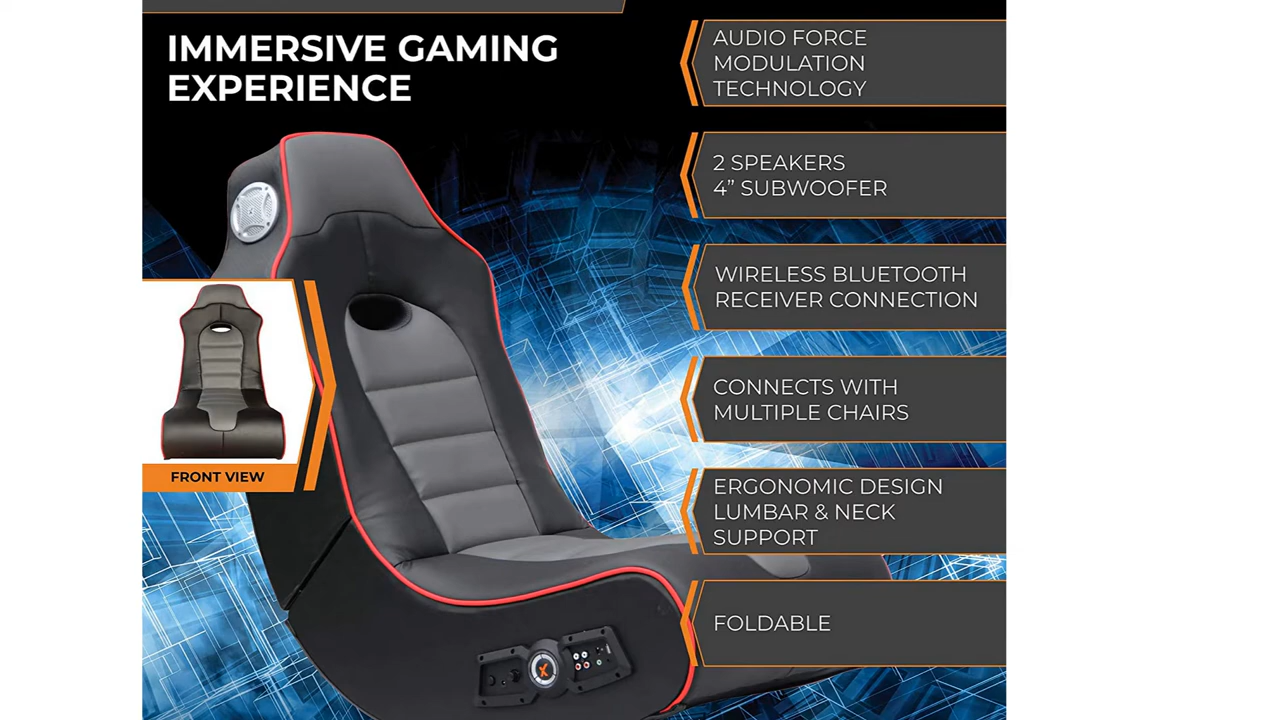 IMMERSIVE GAMING
EXPERIENCE
AUDIO FORCE
MODULATION
TECHNOLOGY
2 SPEAKERS
4” SUBWOOFER
WIRELESS BLUETOOTH
RECEIVER CONNECTION
CONNECTS WITH
MULTIPLE CHAIRS
ERGONOMIC DESIGN
LUMBAR & NECK
SUPPORT
FOLDABLE
FRONT VIEW
X